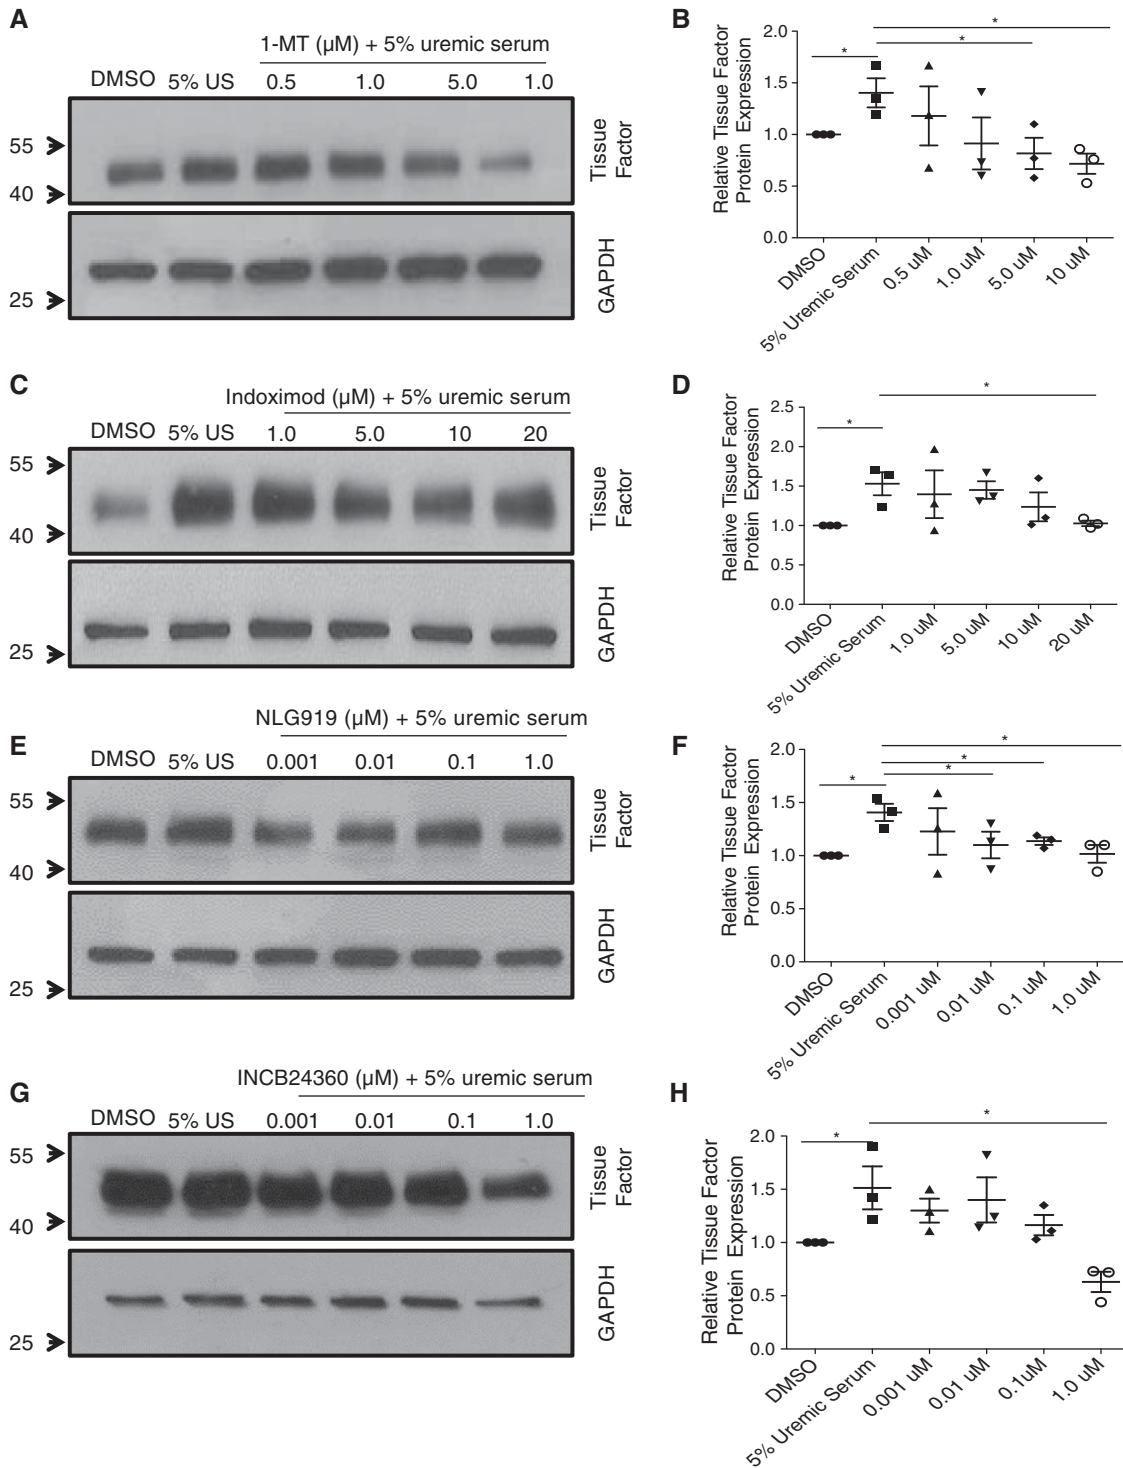 A
1-MT (µM) + 5% uremic serum
DMSO 5% US 0.5 1.0 5.0 1.0
55
40
Tissue
Factor
25
GAPDH
B
* * *
Relative Tissue Factor
Protein Expression
2.0
1.5
1.0
0.5
0.0
DMSO
5% Uremic Serum
0.5 uM
1.0 uM
5.0 uM
10 uM
C
Indoximod (µM) + 5% uremic serum
DMSO 5% US 1.0 5.0 10 20
55
40
Tissue
Factor
25
GAPDH
D
* *
Relative Tissue Factor
Protein Expression
2.5
2.0
1.5
1.0
0.5
0.0
DMSO
5% Uremic Serum
1.0 uM
5.0 uM
10 uM
20 uM
E
NLG919 (µM) + 5% uremic serum
DMSO 5% US 0.001 0.01 0.1 1.0
55
40
Tissue
Factor
25
GAPDH
F
* * * *
Relative Tissue Factor
Protein Expression
2.0
1.5
1.0
0.5
0.0
DMSO
5% Uremic Serum
0.001 uM
0.01 uM
0.1 uM
1.0 uM
G
INCB24360 (µM) + 5% uremic serum
DMSO 5% US 0.001 0.01 0.1 1.0
55
40
Tissue
Factor
25
GAPDH
H
* *
Relative Tissue Factor
Protein Expression
2.0
1.5
1.0
0.5
0.0
DMSO
5% Uremic Serum
0.001 uM
0.01 uM
0.1uM
1.0 uM